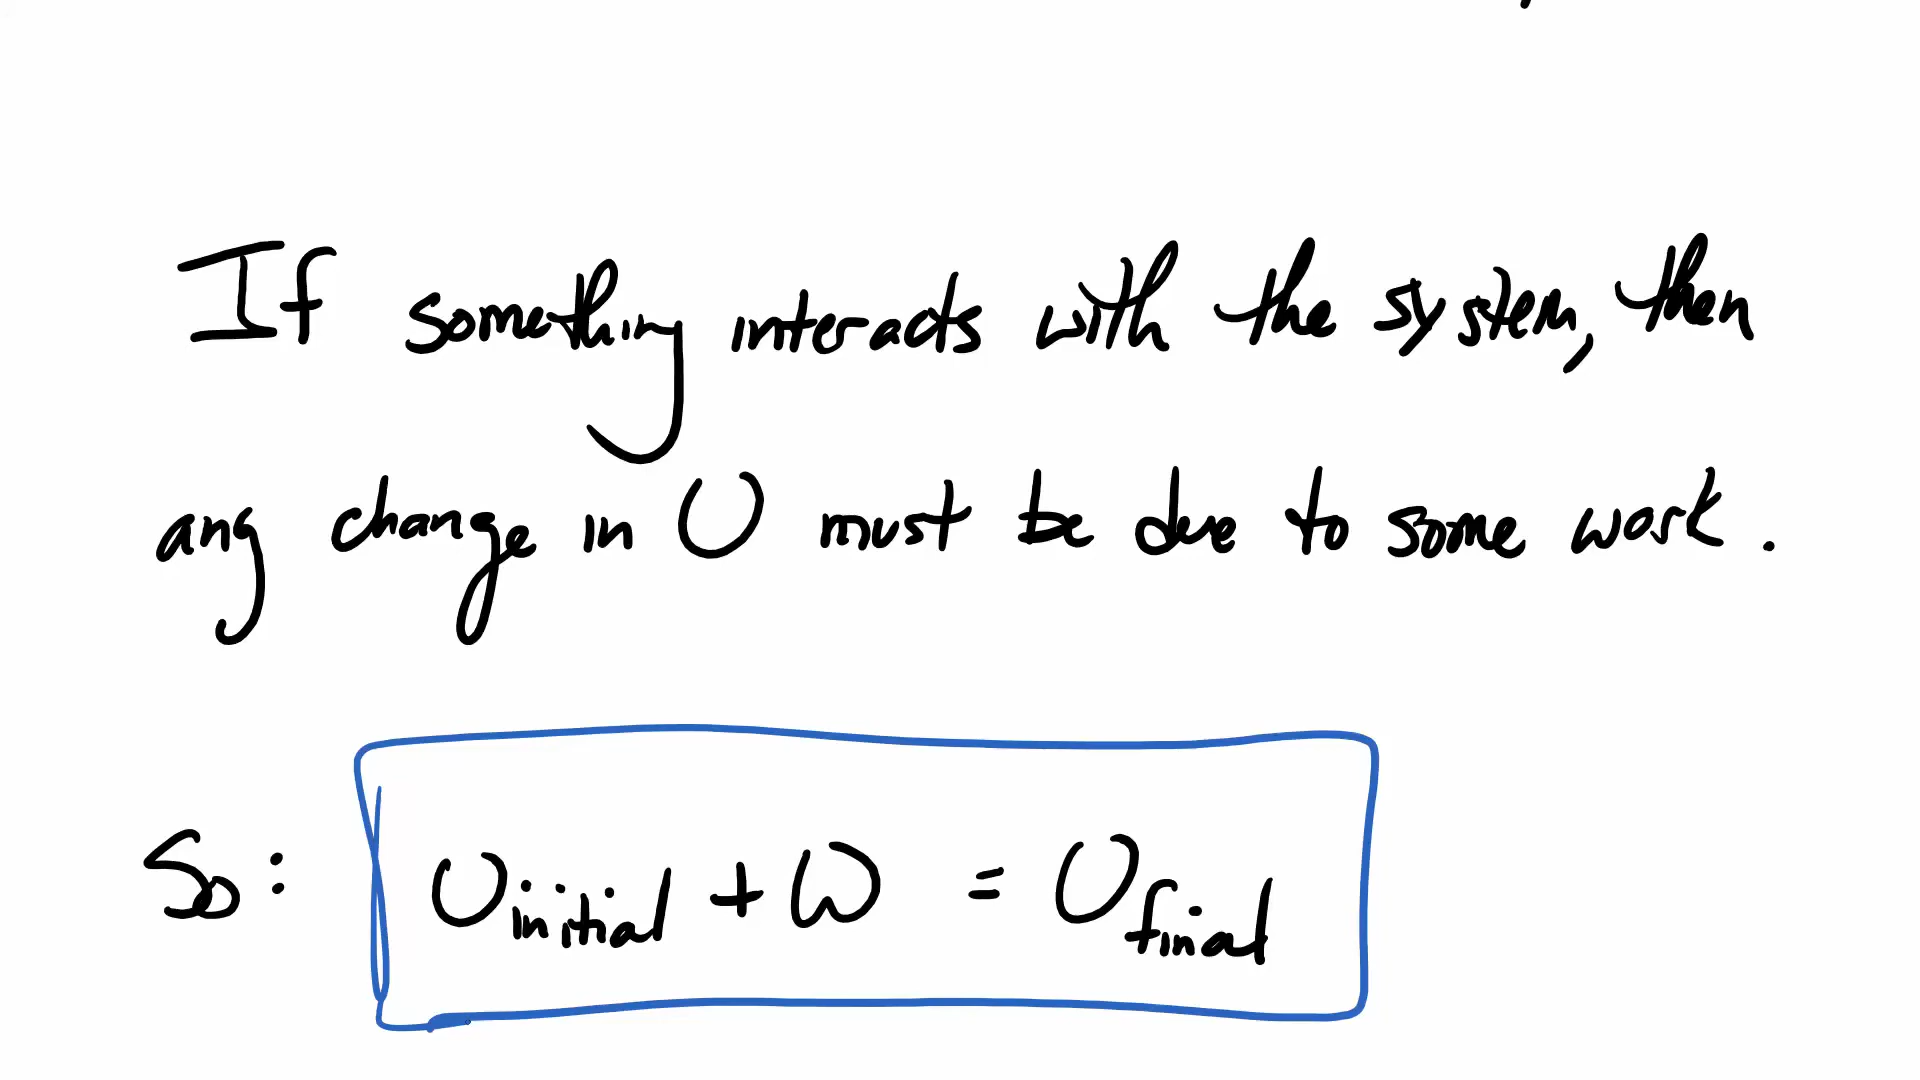 If something interacts with the system, then
any change in U must be due to some work.
So: U_initial + W = U_final